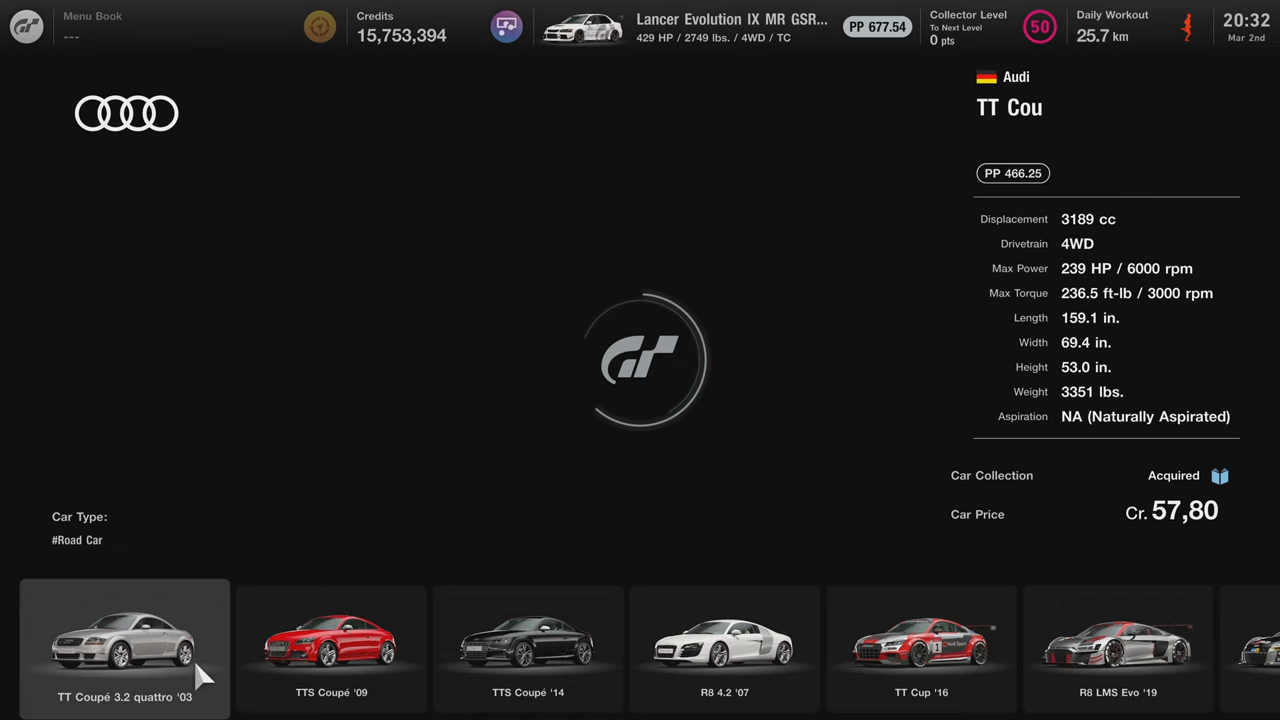 Menu Book
---
Credits
15,753,394
Lancer Evolution IX MR GSR...
429 HP / 2749 lbs. / 4WD / TC
PP 677.54
Collector Level
To Next Level
0 pts
50
Daily Workout
25.7 km
20:32
Mar 2nd
Audi
TT Cou
PP 466.25
Displacement 3189 cc
Drivetrain 4WD
Max Power 239 HP / 6000 rpm
Max Torque 236.5 ft-lb / 3000 rpm
Length 159.1 in.
Width 69.4 in.
Height 53.0 in.
Weight 3351 lbs.
Aspiration NA (Naturally Aspirated)
Car Collection Acquired
Car Price Cr. 57,80
Car Type:
#Road Car
TT Coupé 3.2 quattro '03
TTS Coupé '09
TTS Coupé '14
R8 4.2 '07
TT Cup '16
R8 LMS Evo '19